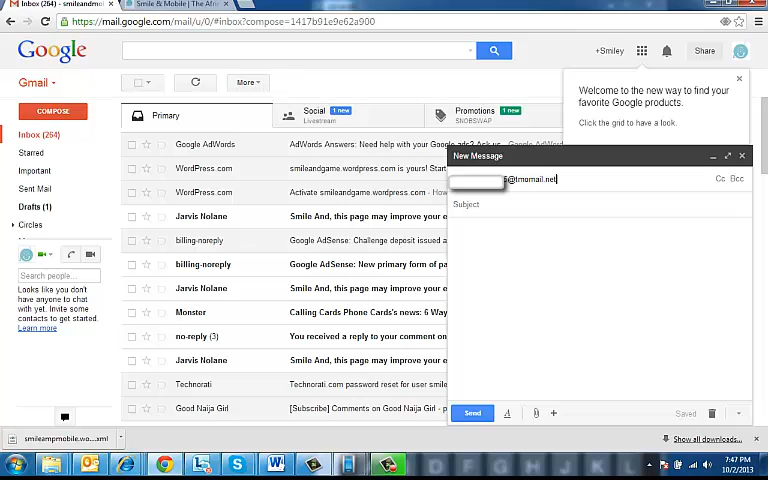 Inbox (264) - smileandmo
Smile & Mobile | The Afri
https://mail.google.com/mail/u/0/#inbox?compose=1417b91e9e62a900
Google
+Smiley
Share
Gmail
More
Welcome to the new way to find your
favorite Google products.
Click the grid to have a look.
COMPOSE
Primary
Social
1 new
Livestream
Promotions
1 new
SNOBSWAP
Inbox (264)
Starred
Important
Sent Mail
Drafts (1)
Circles
Search people...
Looks like you don't
have anyone to chat
with yet. Invite some
contacts to get started.
Learn more
Google AdWords
AdWords Answers: Need help with your Google ads? Ask us. - Google AdWord
WordPress.com
smileandgame.wordpress.com is yours! Start
WordPress.com
Activate smileandgame.wordpress.com - How
Jarvis Nolane
Smile And, this page may improve your e
billing-noreply
Google AdSense: Challenge deposit issued a
billing-noreply
Google AdSense: New primary form of pa
Jarvis Nolane
Smile And, this page may improve your e
Monster
Calling Cards Phone Cards's news: 6 Way
no-reply (3)
You received a reply to your comment on
Jarvis Nolane
Smile And, this page may improve your e
Technorati
Technorati.com password reset for user smile
Good Naija Girl
[Subscribe] Comments on Good Naija Girl
New Message
5@tmomail.net
Cc Bcc
Subject
Send
Saved
smileampmobile.wo....xml
Show all downloads...
D F G H J K L
7:47 PM
10/2/2013